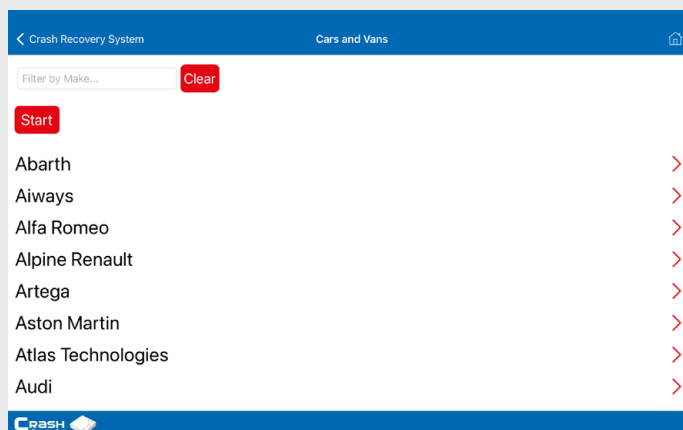 Crash Recovery System
Cars and Vans
Filter by Make...
Clear
Start
Abarth
Aiways
Alfa Romeo
Alpine Renault
Artega
Aston Martin
Atlas Technologies
Audi
CRASH